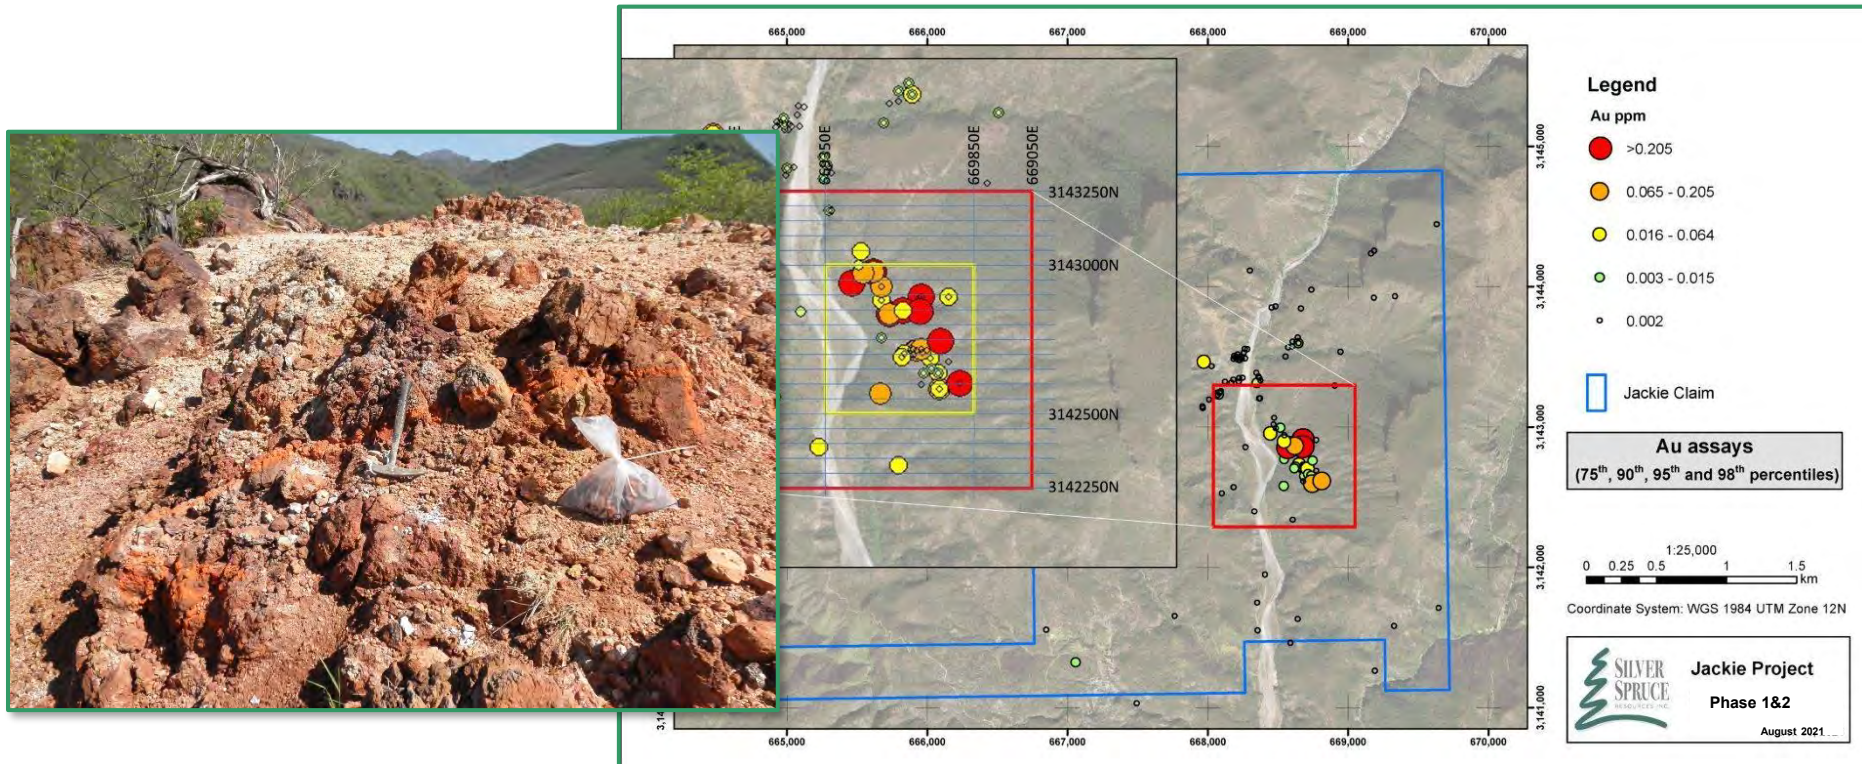 665,000
666,000
667,000
668,000
669,000
670,000
669350E
669850E
669050E
3143250N
3143000N
3142500N
3142250N
3,145,000
3,144,000
3,143,000
3,142,000
3,141,000
665,000
666,000
667,000
668,000
669,000
670,000
Legend
Au ppm
>0.205
0.065 - 0.205
0.016 - 0.064
0.003 - 0.015
0.002
Jackie Claim
Au assays
(75th, 90th, 95th and 98th percentiles)
1:25,000
0 0.25 0.5 1 1.5
km
Coordinate System: WGS 1984 UTM Zone 12N
SILVER
SPRUCE
RESOURCES INC.
Jackie Project
Phase 1&2
August 2021